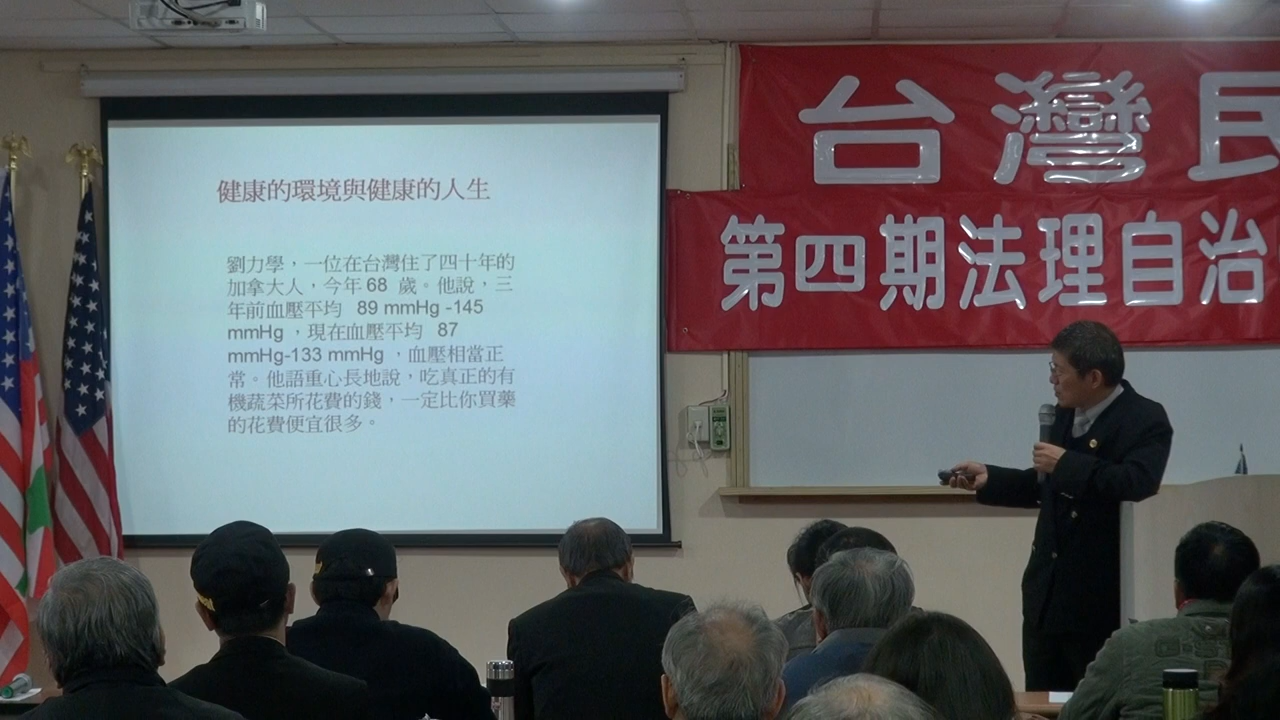 健康的環境與健康的人生
劉力學，一位在台灣住了四十年的
加拿大人，今年 68 歲。他說，三
年前血壓平均 89 mmHg -145
mmHg ，現在血壓平均 87
mmHg-133 mmHg ，血壓相當正
常。他語重心長地說，吃真正的有
機蔬菜所花費的錢，一定比你買藥
的花費便宜很多。
台灣民
第四期法理自治